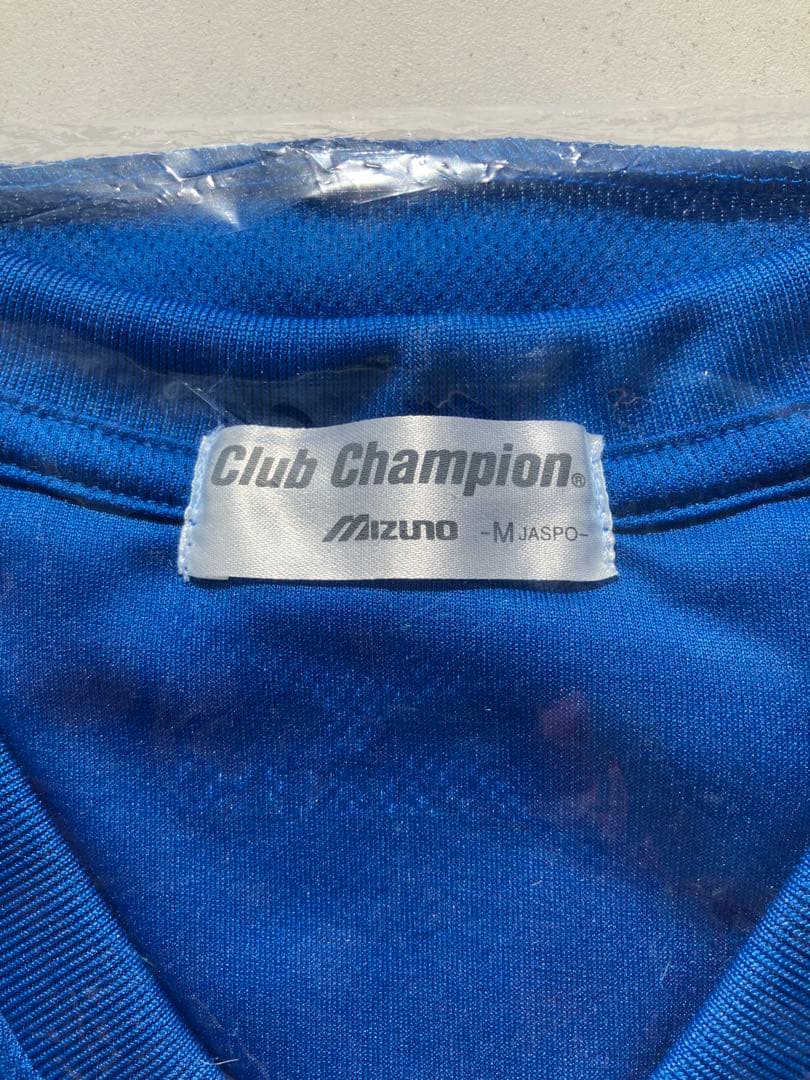 Club Champion®
MIZUNO ~M JASPO~